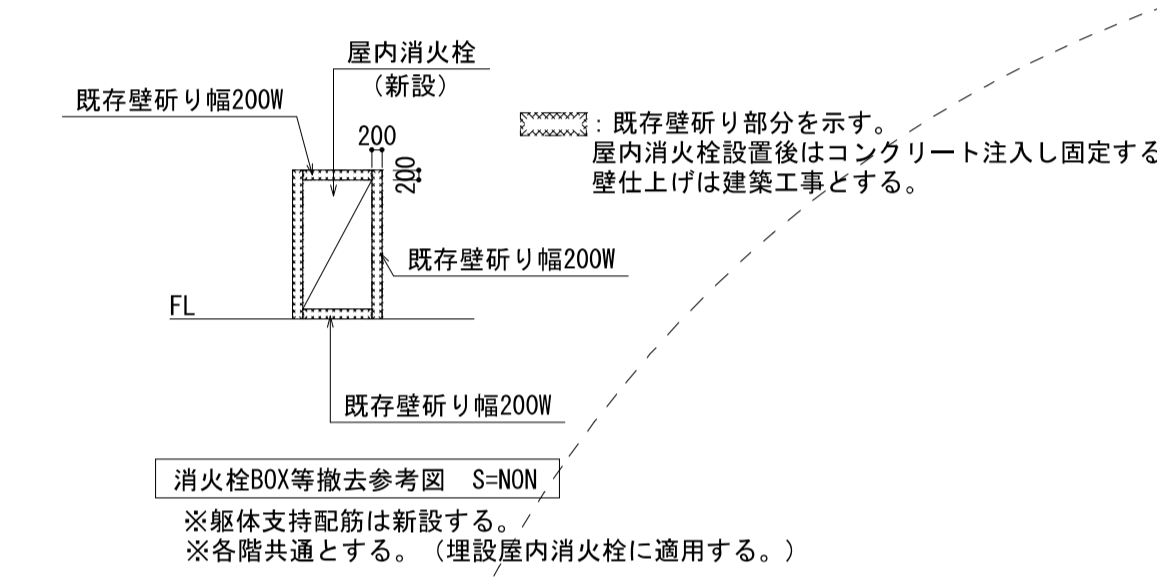 屋内消火栓
（新設）
既存壁斫り幅200W
200
200
：既存壁斫り部分を示す。
屋内消火栓設置後はコンクリート注入し固定する
壁仕上げは建築工事とする。
既存壁斫り幅200W
FL
既存壁斫り幅200W
消火栓BOX等撤去参考図　S=NON
※躯体支持配筋は新設する。
※各階共通とする。（埋設屋内消火栓に適用する。）